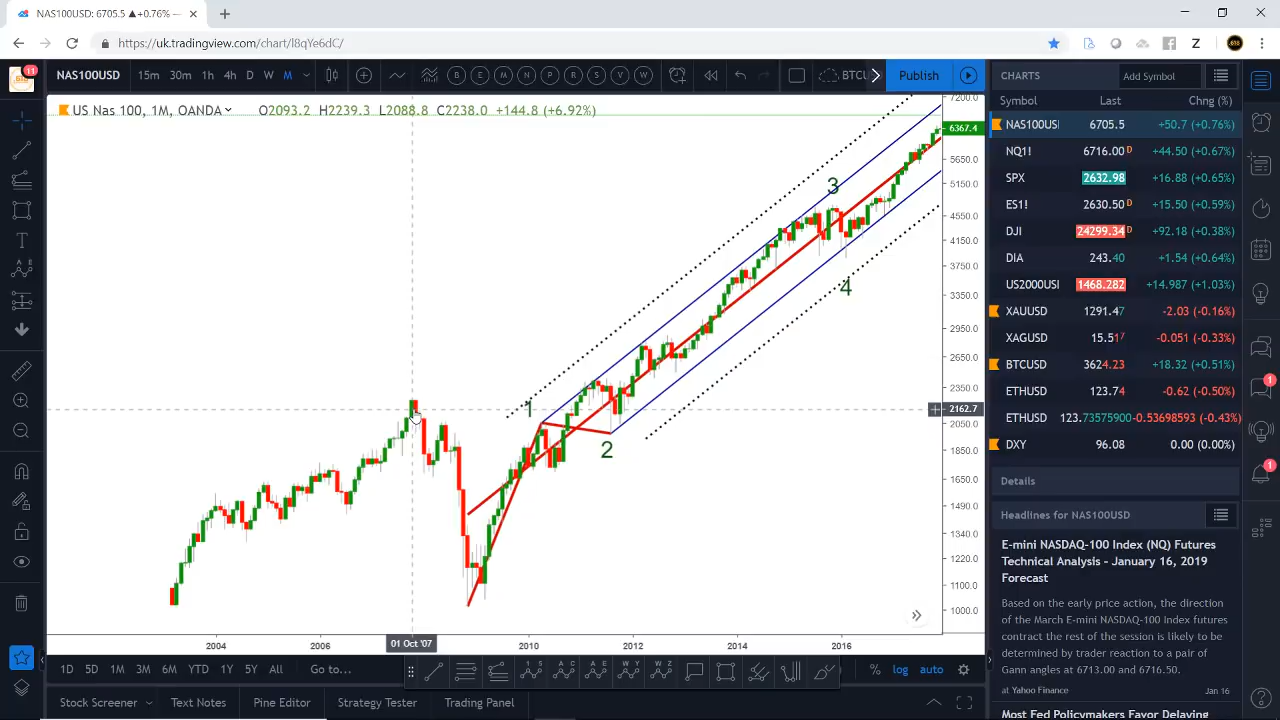 NAS100USD: 6705.5 ▲+0.76% —
https://uk.tradingview.com/chart/l8qYe6dC/
11
NAS100USD 15m 30m 1h 4h D W M BTCU Publish
B E M N P R S V W
US Nas 100, 1M, OANDA O2093.2 H2239.3 L2088.8 C2238.0 +144.8 (+6.92%)
7200.0
6367.4
5650.0
5150.0
4550.0
4150.0
3750.0
3350.0
2950.0
2650.0
2350.0
2162.7
2050.0
1850.0
1650.0
1490.0
1340.0
1220.0
1100.0
1000.0
1
2
3
4
2004 2006 01 Oct '07 2010 2012 2014 2016
1D 5D 1M 3M 6M YTD 1Y 5Y All Go to... % log auto
Stock Screener Text Notes Pine Editor Strategy Tester Trading Panel
CHARTS Add Symbol
Symbol Last Chng (%)
NAS100USI 6705.5 +50.7 (+0.76%)
NQ1! 6716.00 D +44.50 (+0.67%)
SPX 2632.98 +16.88 (+0.65%)
ES1! 2630.50 D +15.50 (+0.59%)
DJI 24299.34 D +92.18 (+0.38%)
DIA 243.40 +1.54 (+0.64%)
US2000USI 1468.282 +14.987 (+1.03%)
XAUUSD 1291.47 -2.03 (-0.16%)
XAGUSD 15.517 -0.051 (-0.33%)
BTCUSD 3624.23 +18.32 (+0.51%)
ETHUSD 123.74 -0.62 (-0.50%)
ETHUSD 123.73575900 -0.53698593 (-0.43%)
DXY 96.08 0.00 (0.00%)
Details
Headlines for NAS100USD
E-mini NASDAQ-100 Index (NQ) Futures
Technical Analysis - January 16, 2019
Forecast
Based on the early price action, the direction
of the March E-mini NASDAQ-100 Index futures
contract the rest of the session is likely to be
determined by trader reaction to a pair of
Gann angles at 6713.00 and 6716.50.
at Yahoo Finance Jan 16
Most Fed Policymakers Favor Delaying
1
1